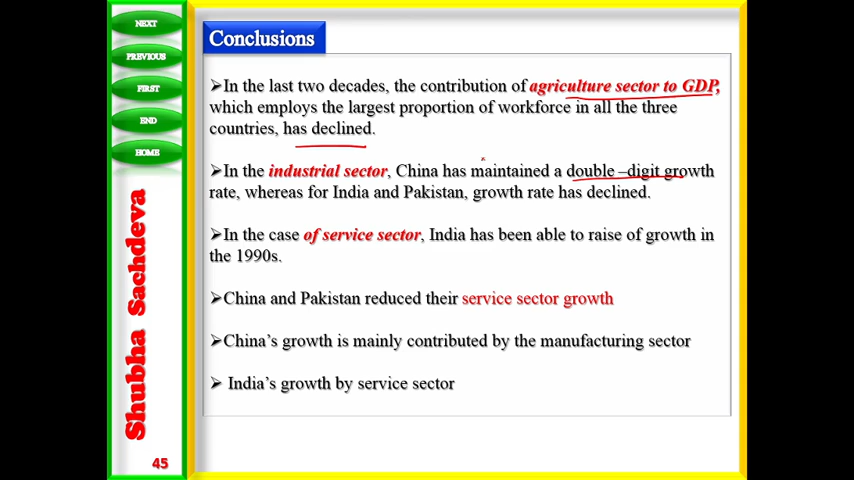 NEXT
PREVIOUS
FIRST
END
HOME
Shubha Sachdeva
45
Conclusions
➢In the last two decades, the contribution of agriculture sector to GDP,
which employs the largest proportion of workforce in all the three
countries, has declined.
➢In the industrial sector, China has maintained a double –digit growth
rate, whereas for India and Pakistan, growth rate has declined.
➢In the case of service sector, India has been able to raise of growth in
the 1990s.
➢China and Pakistan reduced their service sector growth
➢China's growth is mainly contributed by the manufacturing sector
➢ India's growth by service sector